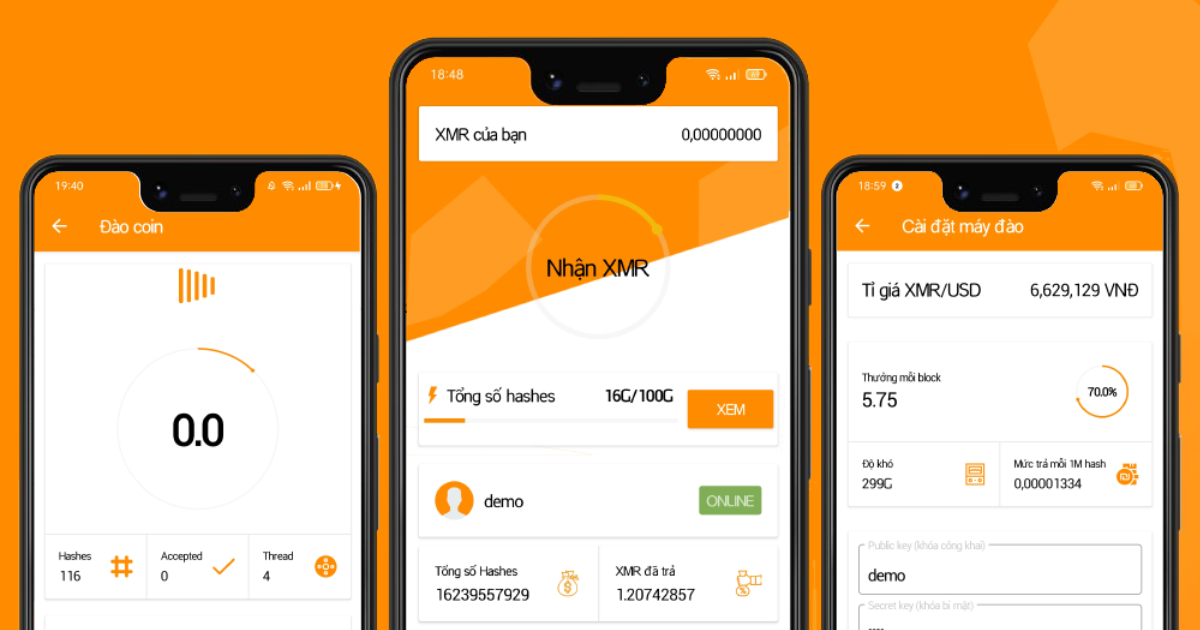 19:40
Đào coin
0.0
Hashes
116
Accepted
0
Thread
4
18:48
XMR của bạn
0,00000000
Nhận XMR
Tổng số hashes
16G/100G
XEM
demo
ONLINE
Tổng số Hashes
16239557929
XMR đã trả
1.20742857
18:59
Cài đặt máy đào
Tỉ giá XMR/USD
6,629,129 VNĐ
Thưởng mỗi block
5.75
70.0%
Độ khó
299G
Mức trả mỗi 1M hash
0,00001334
Public key (khóa công khai)
demo
Secret key (khóa bí mật)